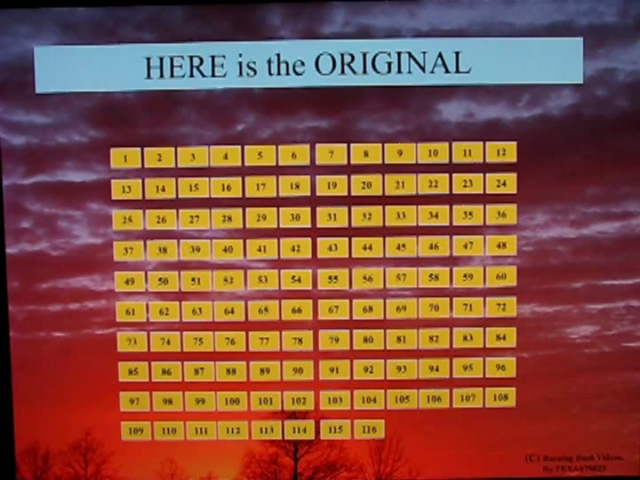 HERE is the ORIGINAL
1 2 3 4 5 6 7 8 9 10 11 12
13 14 15 16 17 18 19 20 21 22 23 24
25 26 27 28 29 30 31 32 33 34 35 36
37 38 39 40 41 42 43 44 45 46 47 48
49 50 51 52 53 54 55 56 57 58 59 60
61 62 63 64 65 66 67 68 69 70 71 72
73 74 75 76 77 78 79 80 81 82 83 84
85 86 87 88 89 90 91 92 93 94 95 96
97 98 99 100 101 102 103 104 105 106 107 108
109 110 111 112 113 114 115 116
(C) Burning Bush Videos,
By